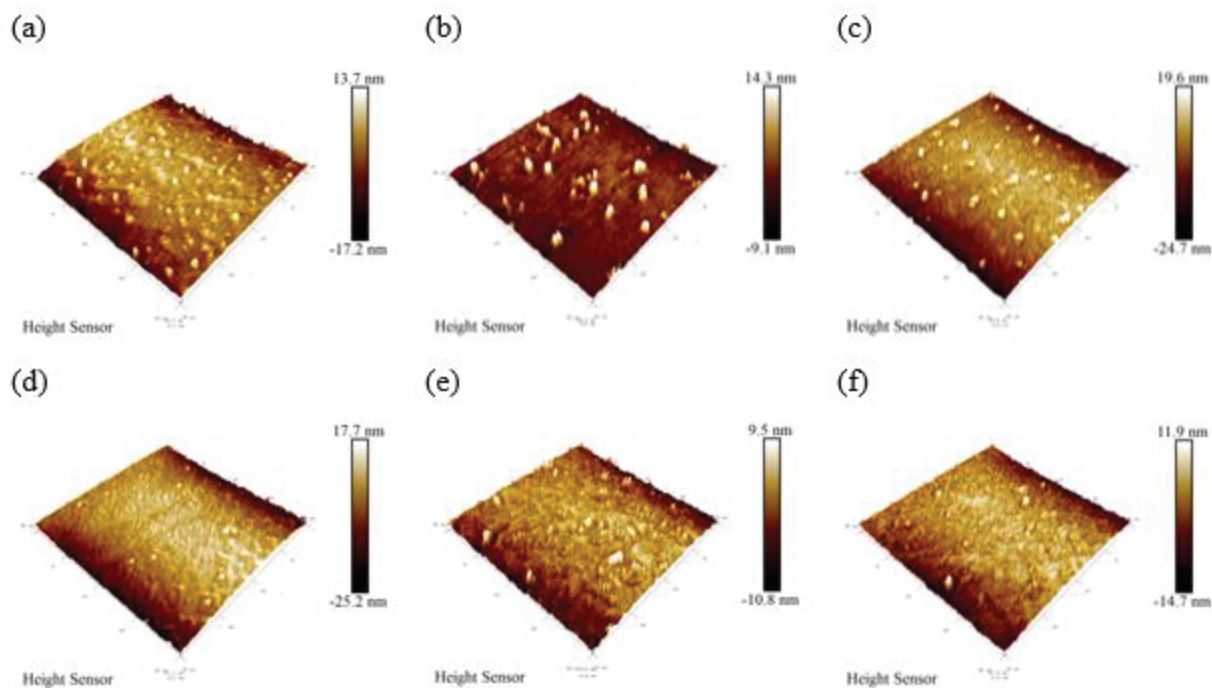 (a)
13.7 nm
-17.2 nm
Height Sensor
(b)
14.3 nm
-9.1 nm
Height Sensor
(c)
19.6 nm
-24.7 nm
Height Sensor
(d)
17.7 nm
-25.2 nm
Height Sensor
(e)
9.5 nm
-10.8 nm
Height Sensor
(f)
11.9 nm
-14.7 nm
Height Sensor